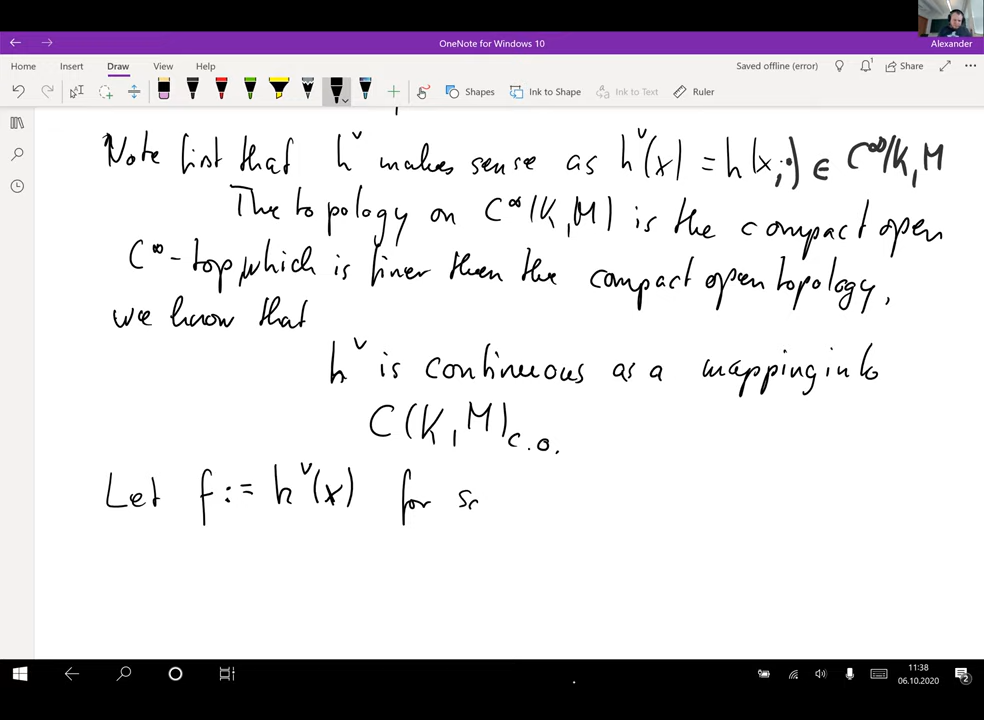 OneNote for Windows 10
Alexander
Home Insert Draw View Help
Saved offline (error) Share
Shapes Ink to Shape Ink to Text Ruler
Note first that h^∨ makes sense as h^∨(x) = h(x,·) ∈ C^∞(K,M
The topology on C^∞(K,M) is the compact open
C^∞-top, which is finer then the compact open topology,
we know that
h^∨ is continuous as a mapping into
C(K,M)_c.o.
Let f := h^∨(x) for so
11:38
06.10.2020
2